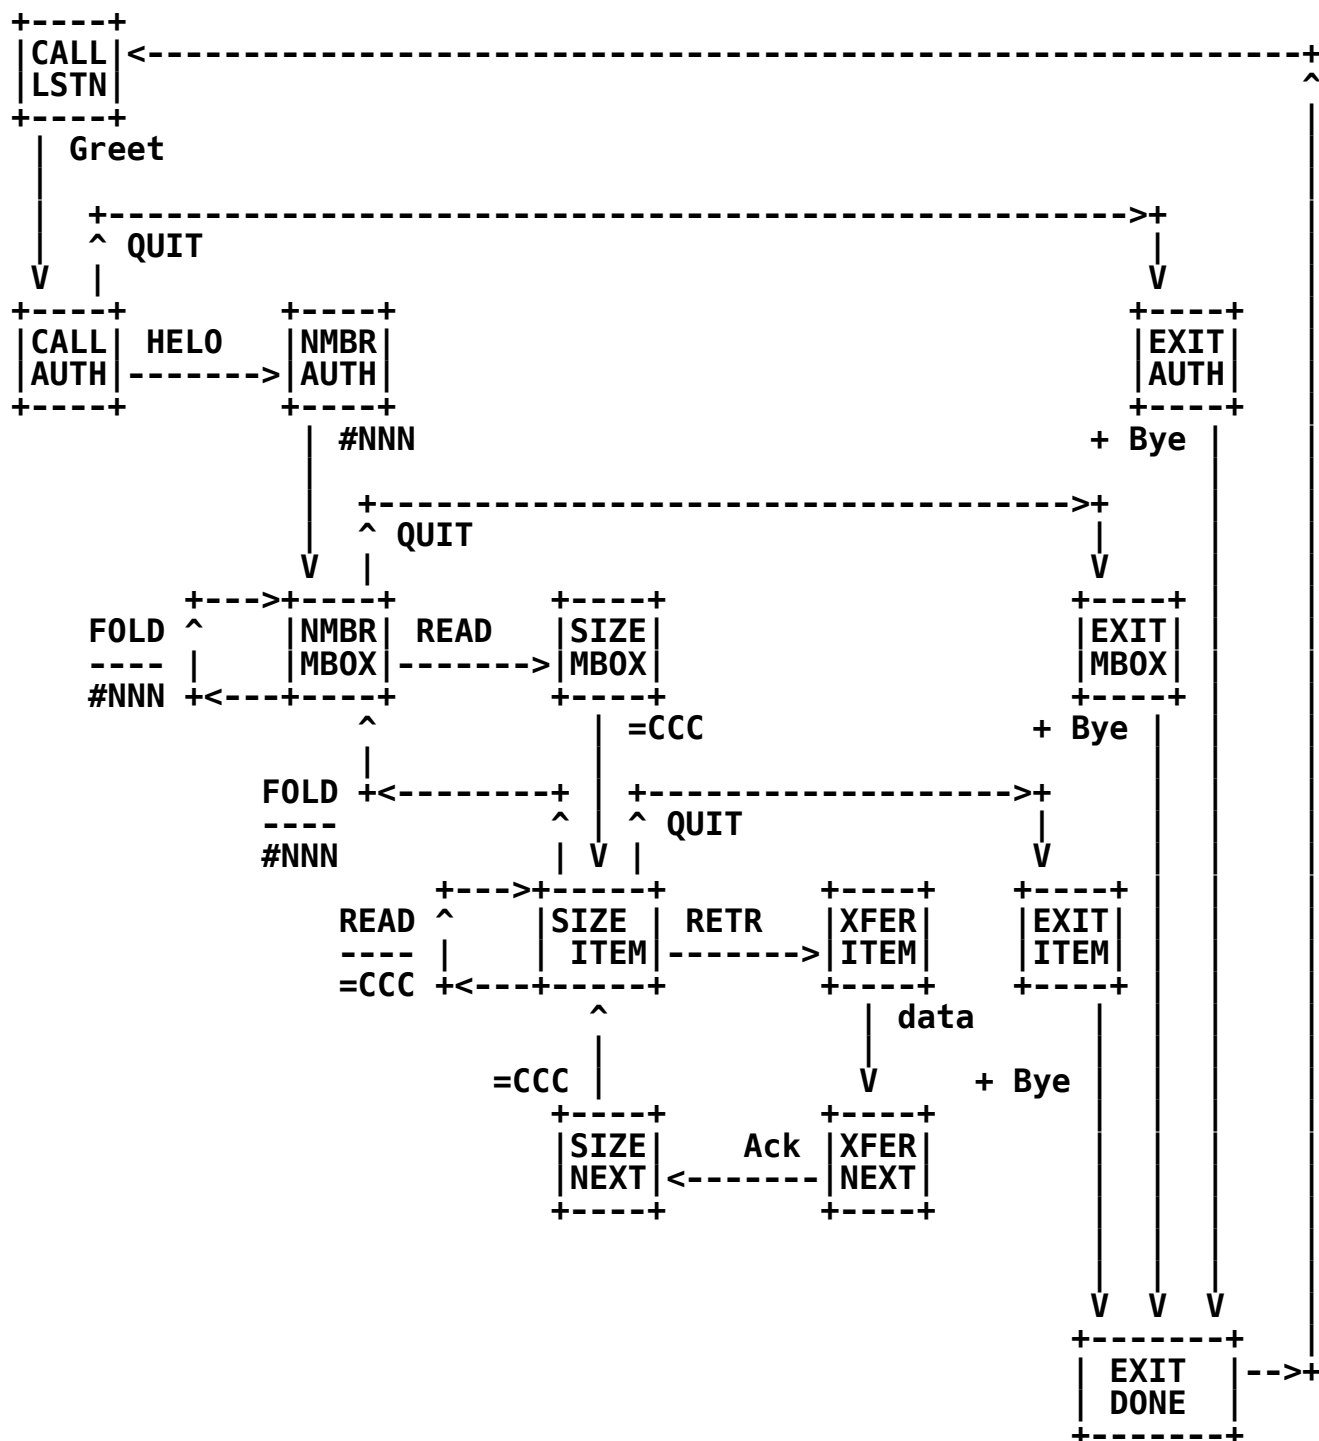 +----+
|CALL|<------------------------------------------------------------+
|LSTN|                                                             ^
+----+                                                             |
 | Greet                                                           |
 |                                                                 |
 |  +----------------------------------------------------->+       |
 |  ^ QUIT                                                 |       |
 V  |                                                      V       |
+----+        +----+                                      +----+   |
|CALL| HELO   |NMBR|                                      |EXIT|   |
|AUTH|------->|AUTH|                                      |AUTH|   |
+----+        +----+                                      +----+   |
               | #NNN                                   + Bye |    |
               |                                              |    |
               |  +------------------------------------>+     |    |
               |  ^ QUIT                                |     |    |
               V  |                                     V     |    |
         +--->+----+        +----+                     +----+ |    |
    FOLD ^    |NMBR| READ   |SIZE|                     |EXIT| |    |
    ---- |    |MBOX|------->|MBOX|                     |MBOX| |    |
    #NNN +<---+----+        +----+                     +----+ |    |
                  ^           | =CCC                 + Bye |  |    |
                  |           |                            |  |    |
             FOLD +<--------+ | +------------------->+     |  |    |
             ----           ^ | ^ QUIT               |     |  |    |
             #NNN           | V |                    V     |  |    |
                      +--->+-----+        +----+    +----+ |  |    |
                 READ ^    |SIZE | RETR   |XFER|    |EXIT| |  |    |
                 ---- |    | ITEM|------->|ITEM|    |ITEM| |  |    |
                 =CCC +<---+-----+        +----+    +----+ |  |    |
                              ^             | data      |  |  |    |
                              |             |           |  |  |    |
                         =CCC |             V     + Bye |  |  |    |
                            +----+        +----+        |  |  |    |
                            |SIZE|    Ack |XFER|        |  |  |    |
                            |NEXT|<-------|NEXT|        |  |  |    |
                            +----+        +----+        |  |  |    |
                                                        |  |  |    |
                                                        |  |  |    |
                                                        V  V  V    |
                                                       +-------+   |
                                                       | EXIT  |-->+
                                                       | DONE  |
                                                       +-------+